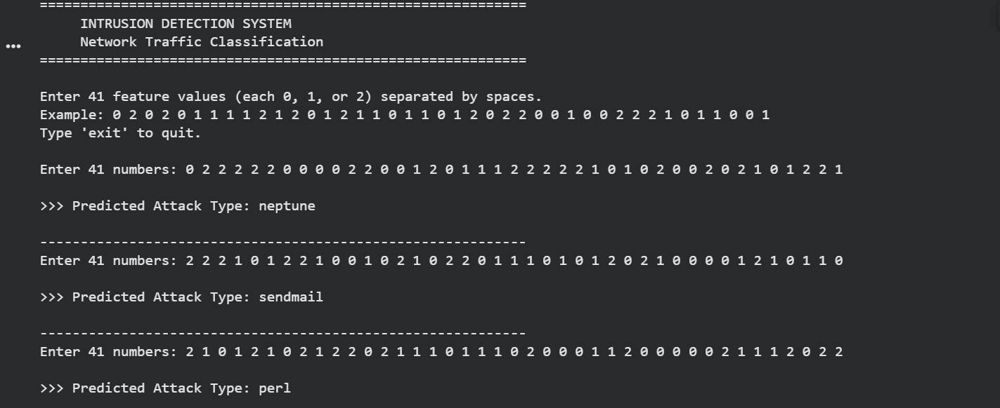 ============================================================
INTRUSION DETECTION SYSTEM
Network Traffic Classification
============================================================
Enter 41 feature values (each 0, 1, or 2) separated by spaces.
Example: 0 2 0 2 0 1 1 1 1 2 1 2 0 1 2 1 1 0 1 1 0 1 2 0 2 2 0 0 1 0 0 2 2 2 1 0 1 1 0 0 1
Type 'exit' to quit.
Enter 41 numbers: 0 2 2 2 2 2 0 0 0 0 2 2 0 0 1 2 0 1 1 1 2 2 2 2 2 1 0 1 0 2 0 0 2 0 2 1 0 1 2 2 1
>>> Predicted Attack Type: neptune
------------------------------------------------------------
Enter 41 numbers: 2 2 2 1 0 1 2 2 1 0 0 1 0 2 1 0 2 2 0 1 1 1 0 1 0 1 2 0 2 1 0 0 0 0 1 2 1 0 1 1 0
>>> Predicted Attack Type: sendmail
------------------------------------------------------------
Enter 41 numbers: 2 1 0 1 2 1 0 2 1 2 2 0 2 1 1 1 0 1 1 1 0 2 0 0 0 1 1 2 0 0 0 0 0 2 1 1 1 2 0 2 2
>>> Predicted Attack Type: perl